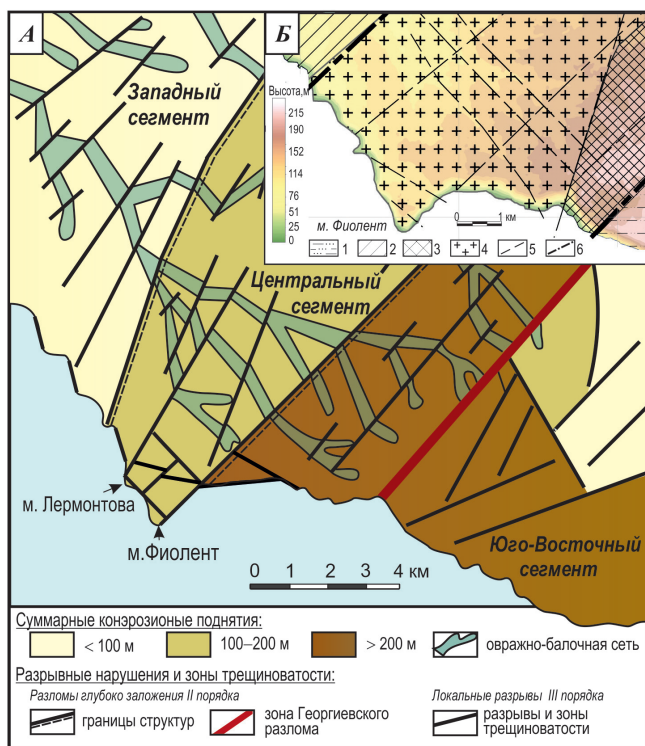 А
Б
Западный
сегмент
Высота,м
215
190
152
114
76
51
0
м. Фиолент
0 1 км
1 2 3 4 5 6
Центральный
сегмент
м. Лермонтова
м.Фиолент
0 1 2 3 4 км
Юго-Восточный
сегмент
Суммарные конэрозионые поднятия:
< 100 м 100–200 м > 200 м овражно-балочная сеть
Разрывные нарушения и зоны трещиноватости:
Разломы глубоко заложения II порядка Локальные разрывы III порядка
границы структур
зона Георгиевского
разлома
разрывы и зоны
трещиноватости